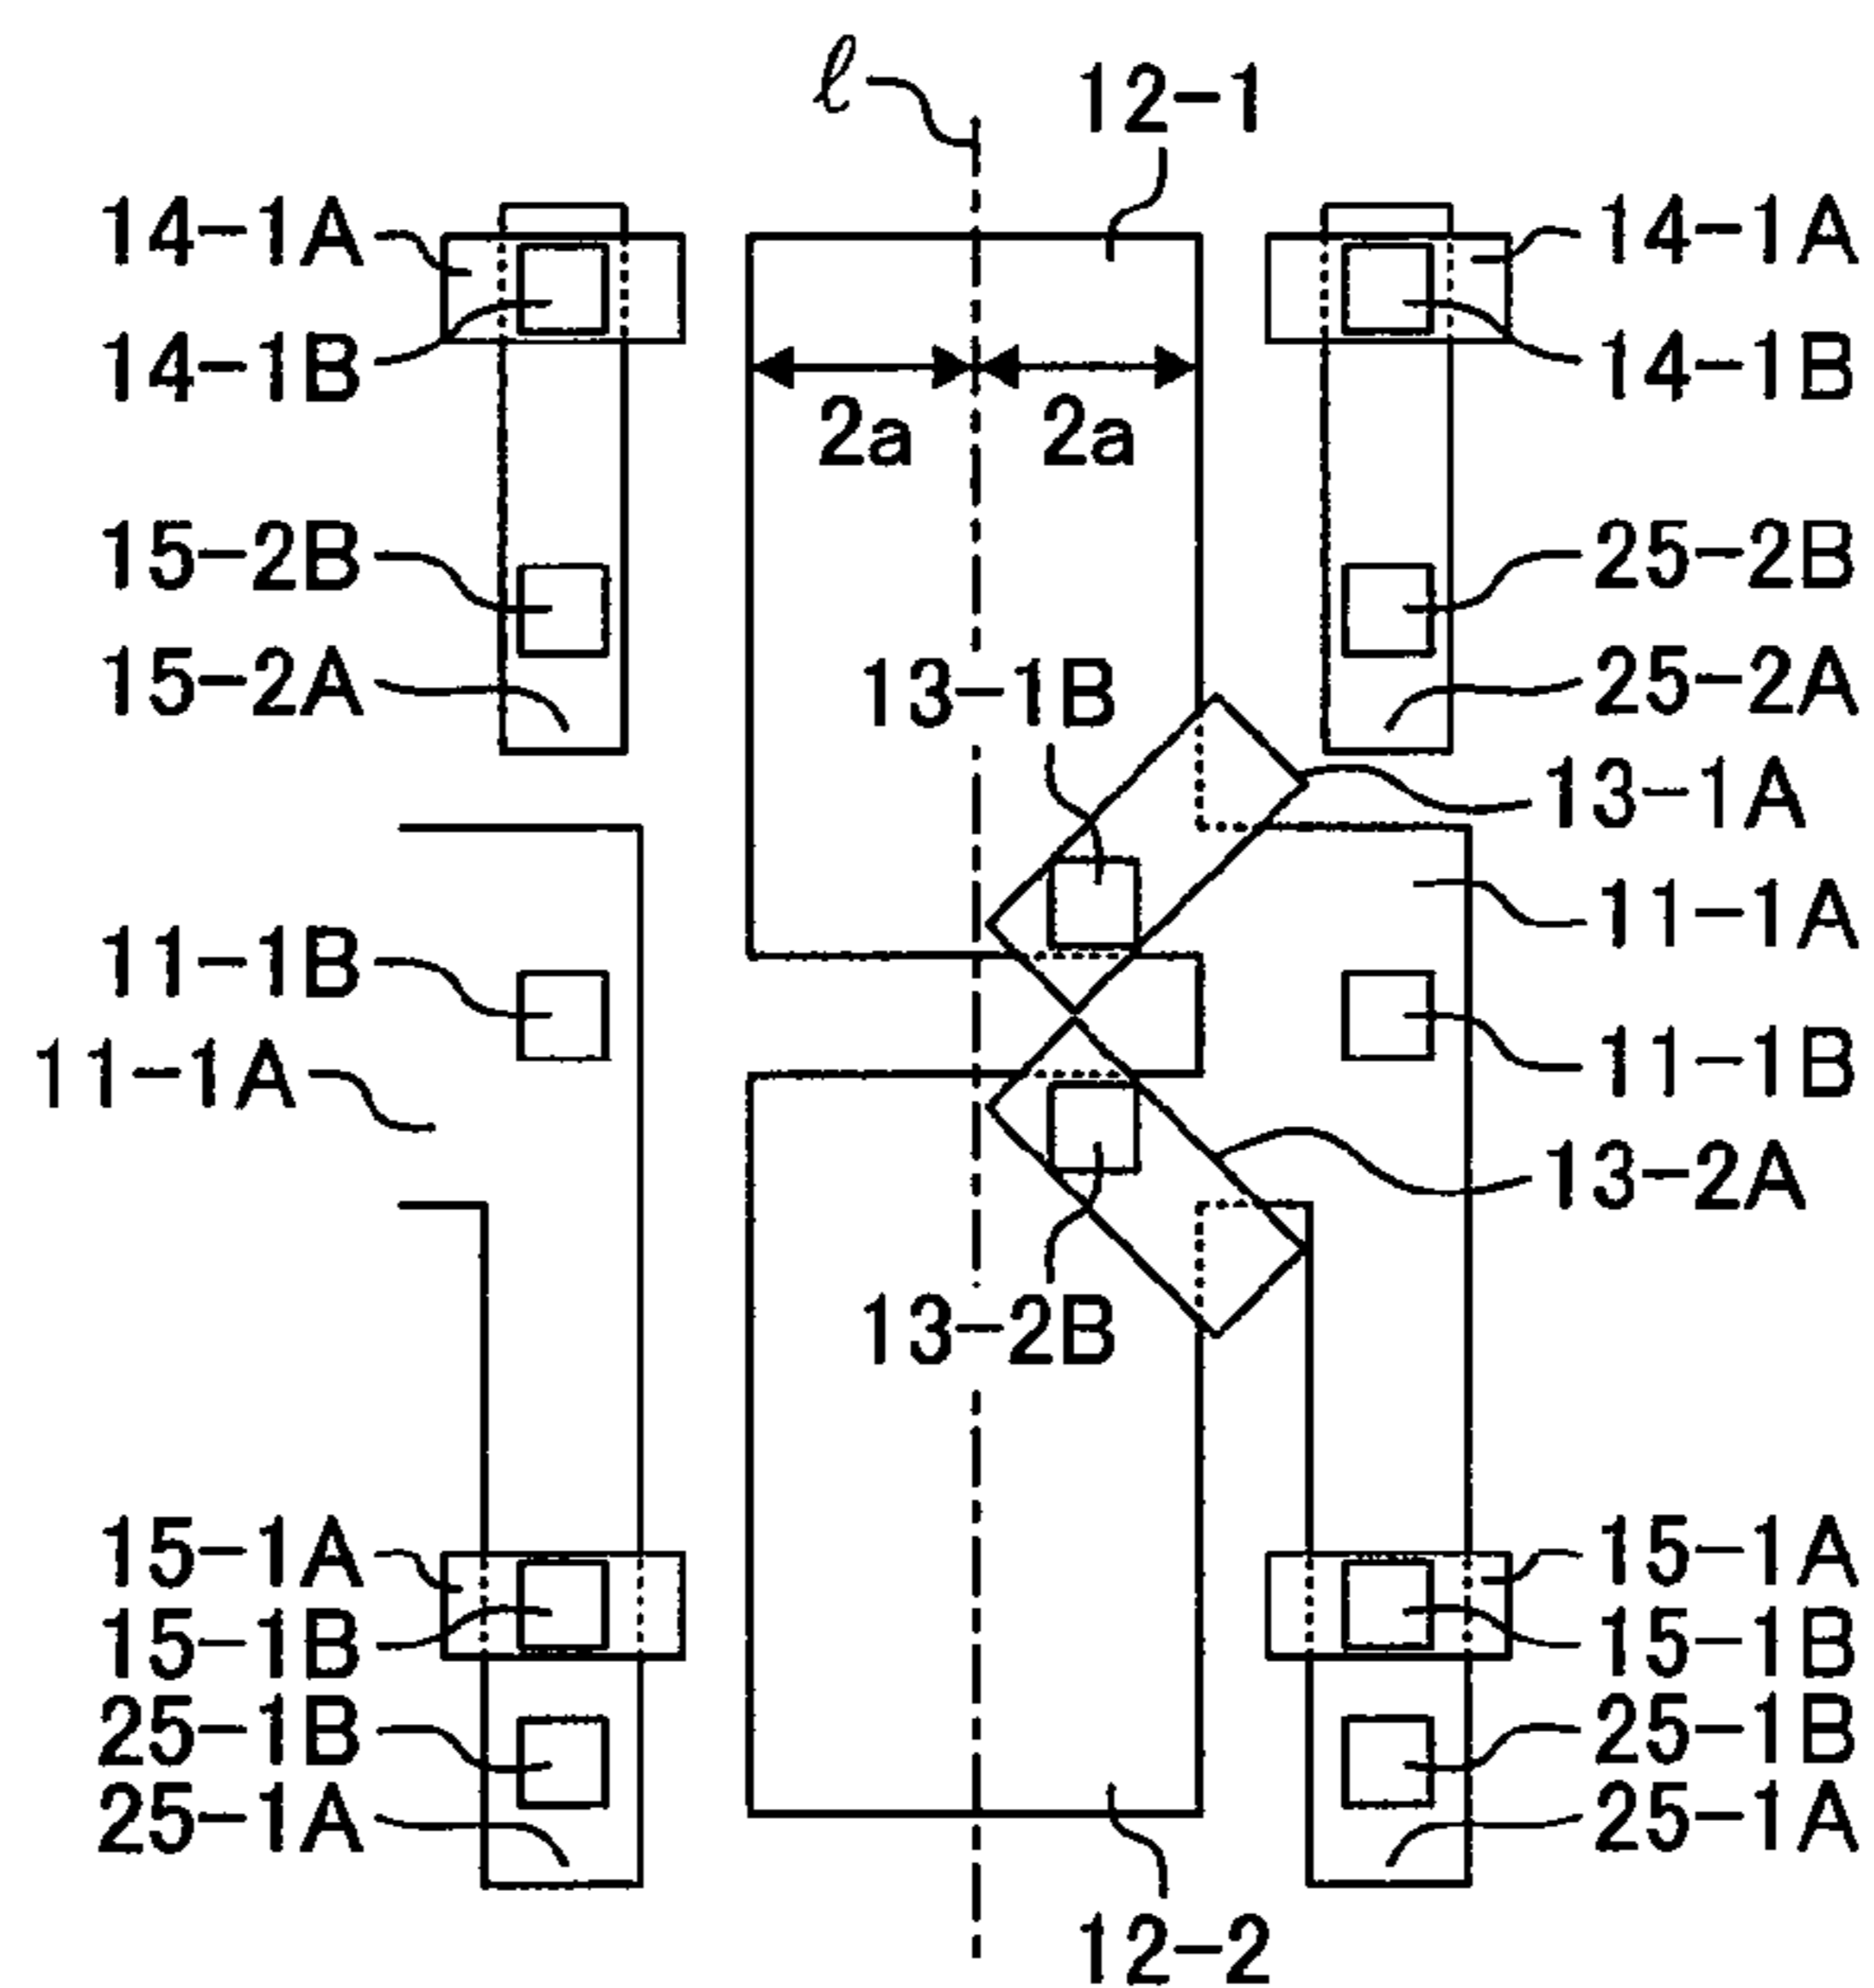 ℓ 12-1
14-1A 14-1A
14-1B 14-1B
2a 2a
15-2B 25-2B
15-2A 13-1B 25-2A
13-1A
11-1A
11-1B
11-1B
11-1A
13-2A
13-2B
15-1A 15-1A
15-1B 15-1B
25-1B 25-1B
25-1A 25-1A
12-2